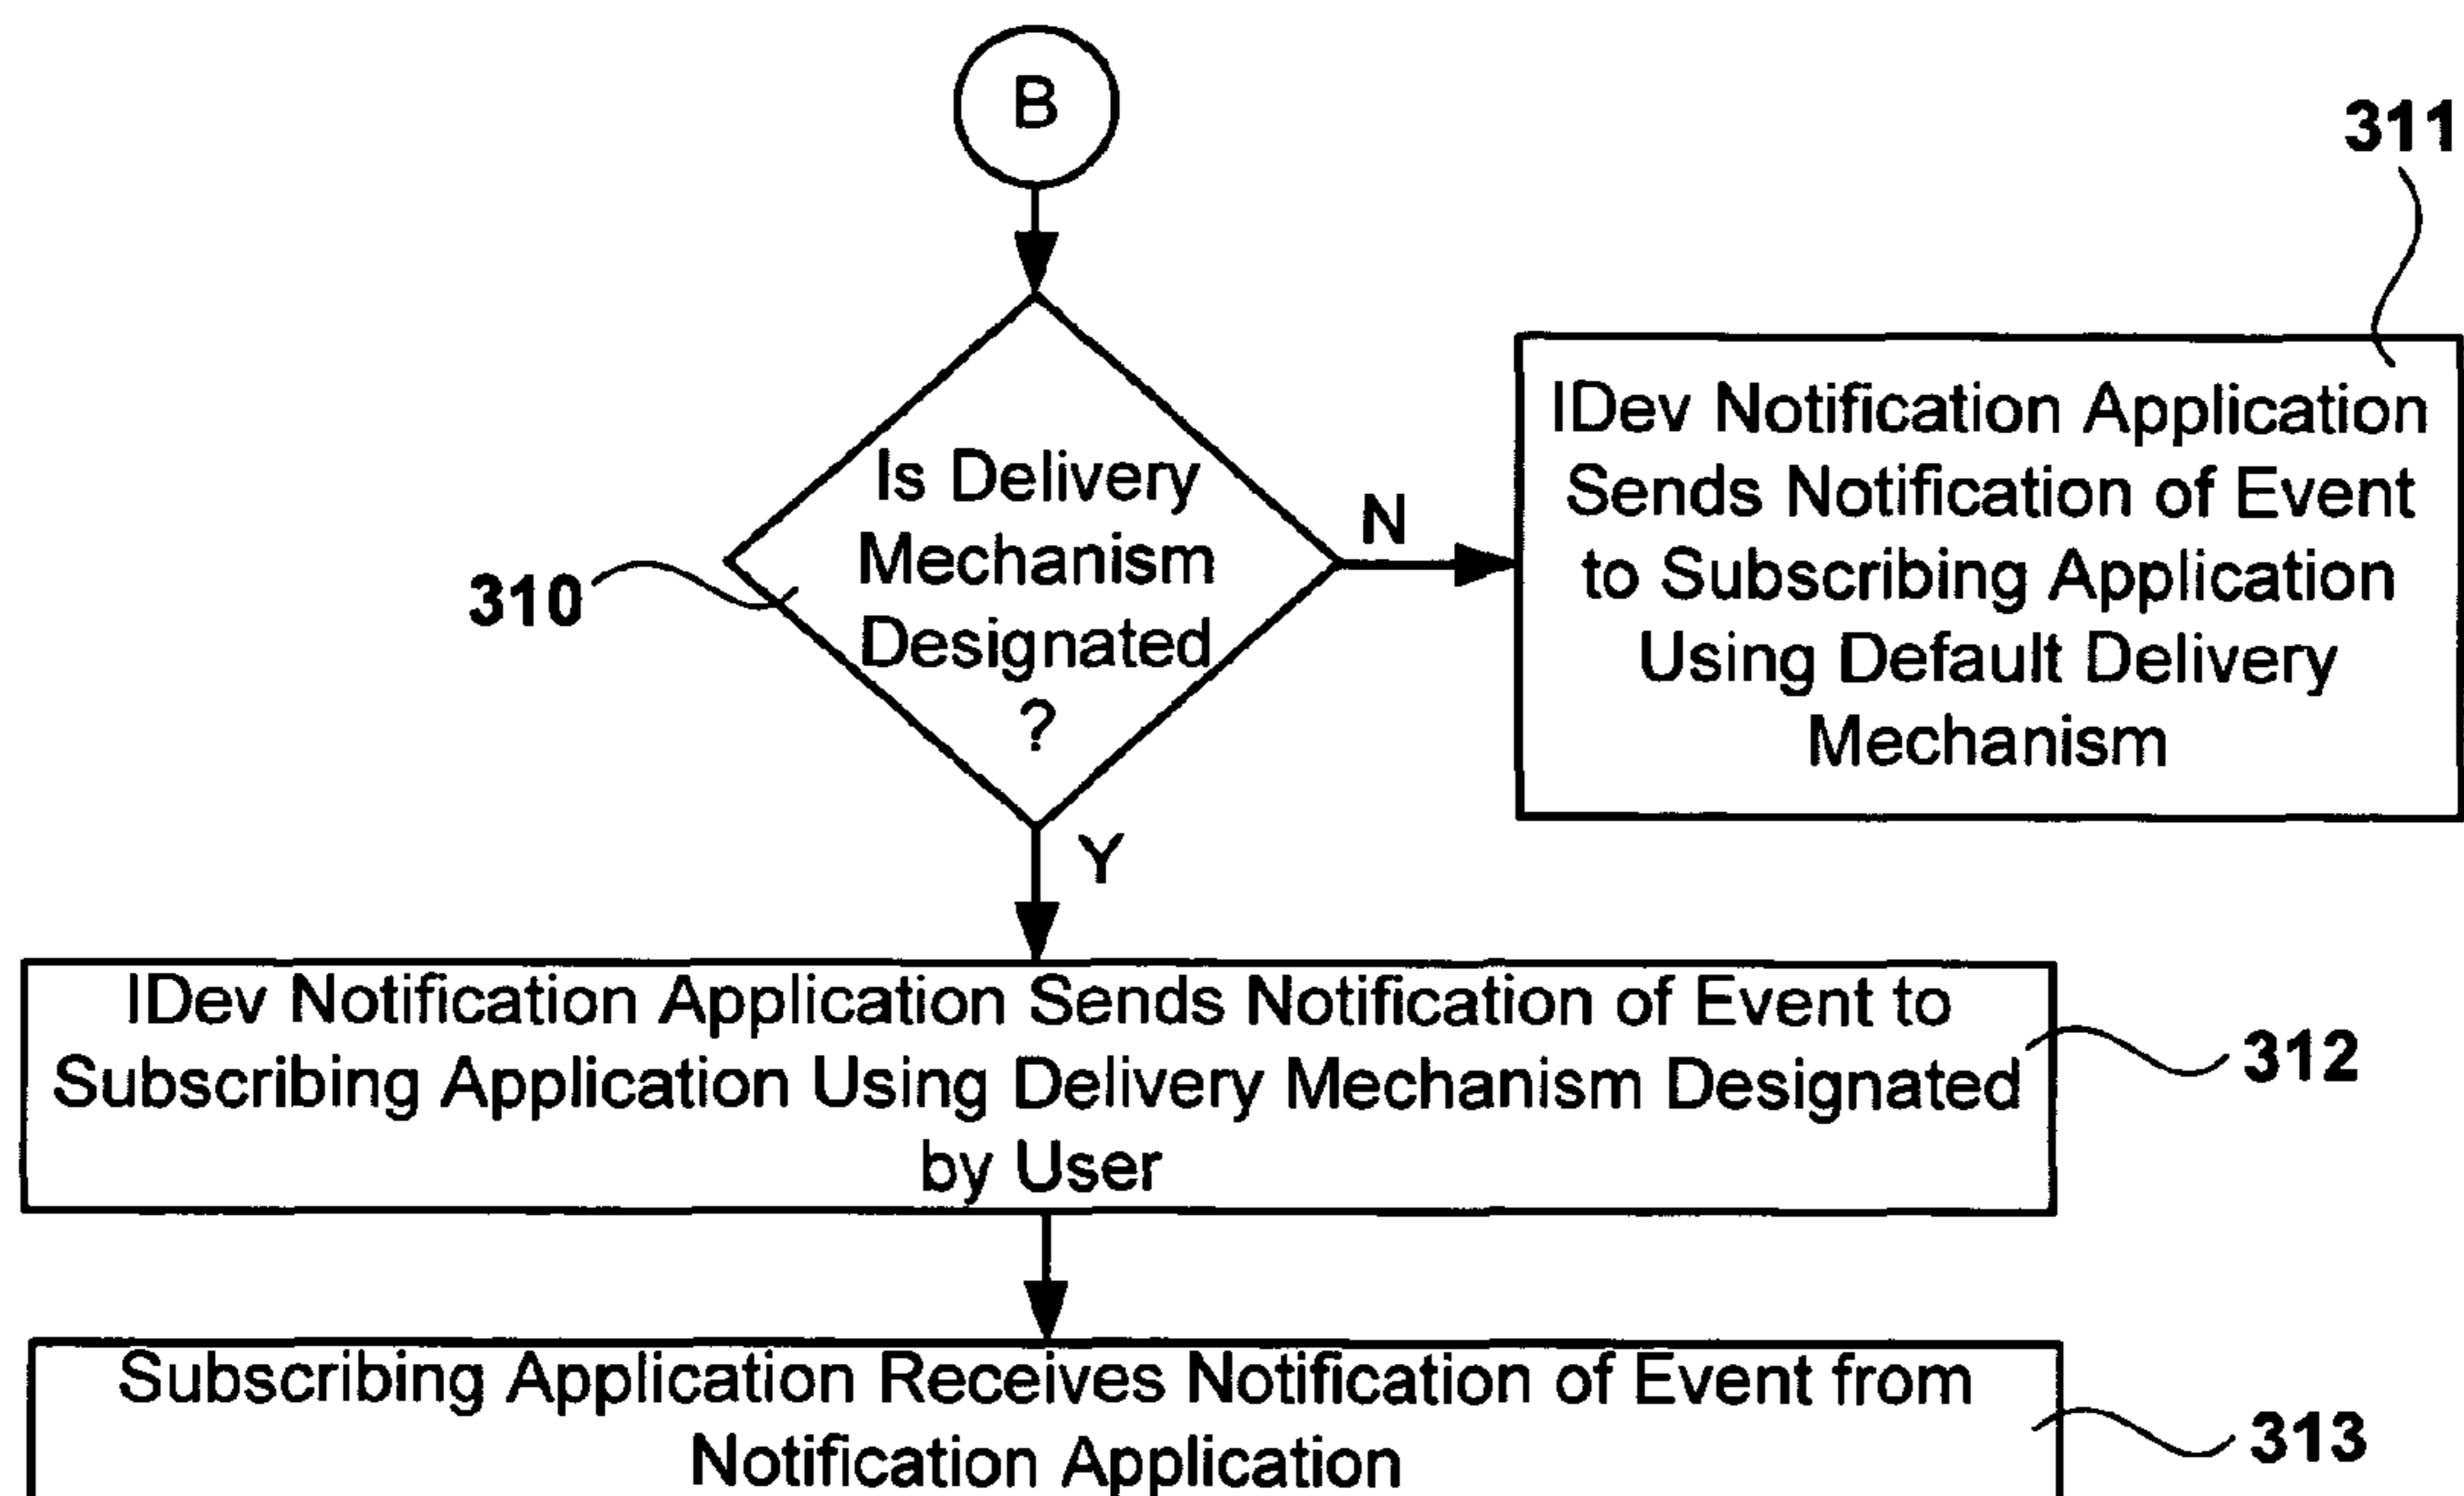 B
311
Is Delivery
Mechanism
Designated
?
310
N
IDev Notification Application
Sends Notification of Event
to Subscribing Application
Using Default Delivery
Mechanism
Y
IDev Notification Application Sends Notification of Event to
Subscribing Application Using Delivery Mechanism Designated
by User
312
Subscribing Application Receives Notification of Event from
Notification Application
313